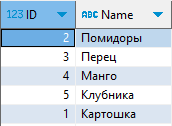 123 ID ABC Name
2 Помидоры
3 Перец
4 Манго
5 Клубника
1 Картошка